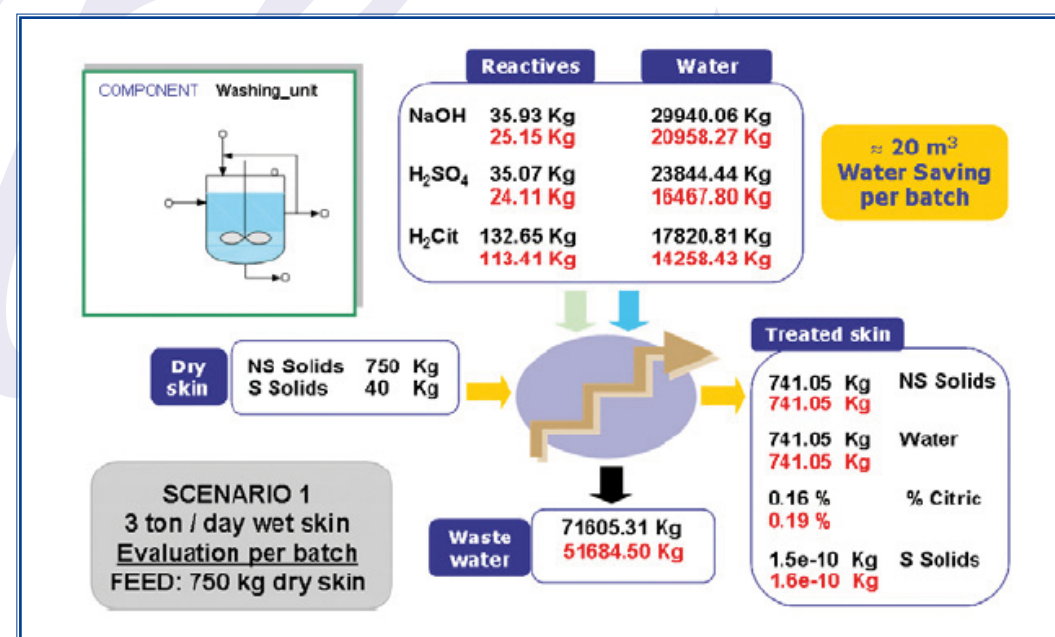 COMPONENT Washing_unit
Reactives Water
NaOH 35.93 Kg 29940.06 Kg
25.15 Kg 20958.27 Kg
H₂SO₄ 35.07 Kg 23844.44 Kg
24.11 Kg 16467.80 Kg
H₂Cit 132.65 Kg 17820.81 Kg
113.41 Kg 14258.43 Kg
≈ 20 m³
Water Saving
per batch
Dry
skin
NS Solids 750 Kg
S Solids 40 Kg
Treated skin
741.05 Kg NS Solids
741.05 Kg
741.05 Kg Water
741.05 Kg
0.16 % % Citric
0.19 %
1.5e-10 Kg S Solids
1.6e-10 Kg
SCENARIO 1
3 ton / day wet skin
Evaluation per batch
FEED: 750 kg dry skin
Waste
water
71605.31 Kg
51684.50 Kg